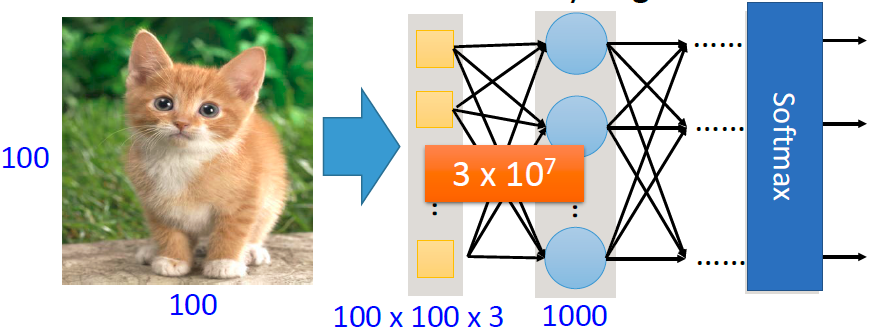 100
100
3 x 10⁷
100 x 100 x 3
1000
......
......
......
Softmax